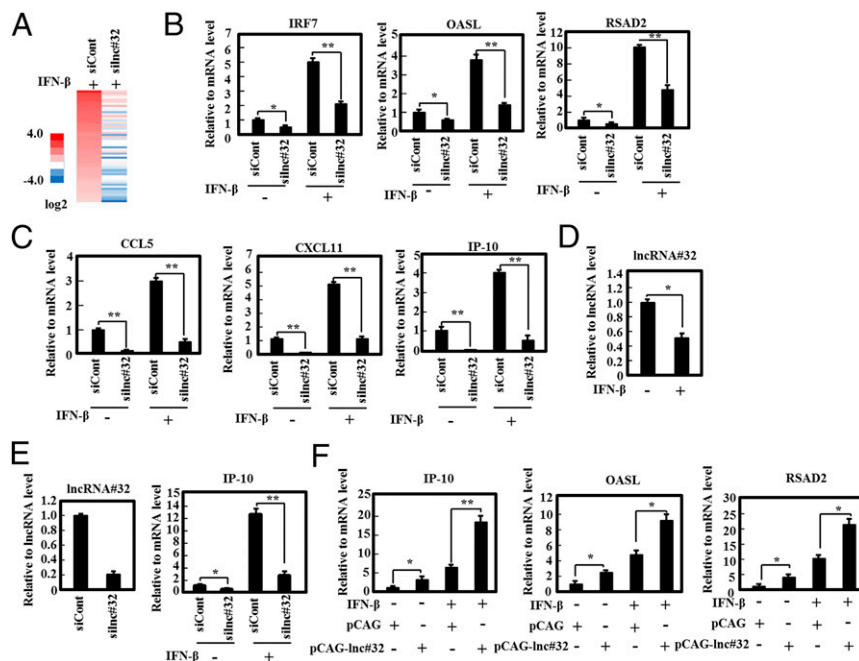 A
siCont
silnc#32
IFN-β + +
4.0
-4.0
log2
B
IRF7
Relative to mRNA level
6
5
4
3
2
1
0
*
**
siCont
silnc#32
siCont
silnc#32
IFN-β - +
OASL
Relative to mRNA level
5
4
3
2
1
0
*
**
siCont
silnc#32
siCont
silnc#32
- +
RSAD2
Relative to mRNA level
12
10
8
6
4
2
0
*
**
siCont
silnc#32
siCont
silnc#32
- +
C
CCL5
Relative to mRNA level
4
3
2
1
0
**
**
siCont
silnc#32
siCont
silnc#32
IFN-β - +
CXCL11
Relative to mRNA level
7
6
5
4
3
2
1
0
**
**
siCont
silnc#32
siCont
silnc#32
- +
IP-10
Relative to mRNA level
5
4
3
2
1
0
**
**
siCont
silnc#32
siCont
silnc#32
IFN-β - +
D
lncRNA#32
Relative to lncRNA level
1.4
1.2
1.0
0.8
0.6
0.4
0.2
0
*
IFN-β - +
E
lncRNA#32
Relative to lncRNA level
1.2
1.0
0.8
0.6
0.4
0.2
0
siCont
silnc#32
IP-10
Relative to mRNA level
16
14
12
10
8
6
4
2
0
*
**
siCont
silnc#32
siCont
silnc#32
IFN-β - +
F
IP-10
Relative to mRNA level
25
20
15
10
5
0
*
**
IFN-β - - + +
pCAG + - + -
pCAG-lnc#32 - + - +
OASL
Relative to mRNA level
12
10
8
6
4
2
0
*
*
IFN-β - - + +
pCAG + - + -
pCAG-lnc#32 - + - +
RSAD2
Relative to mRNA level
30
25
20
15
10
5
0
*
*
IFN-β - - + +
pCAG + - + -
pCAG-lnc#32 - + - +